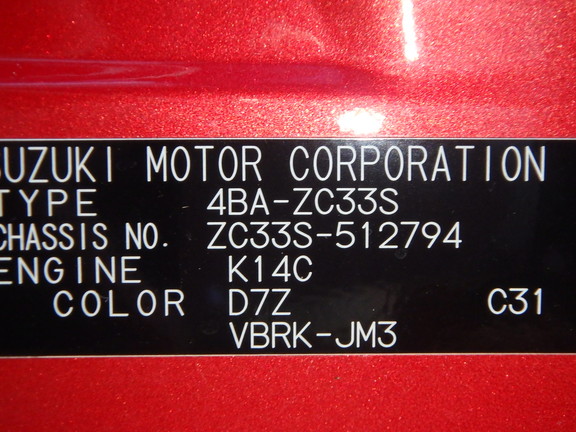 SUZUKI MOTOR CORPORATION
TYPE 4BA-ZC33S
CHASSIS NO. ZC33S-512794
ENGINE K14C
COLOR D7Z C31
VBRK-JM3